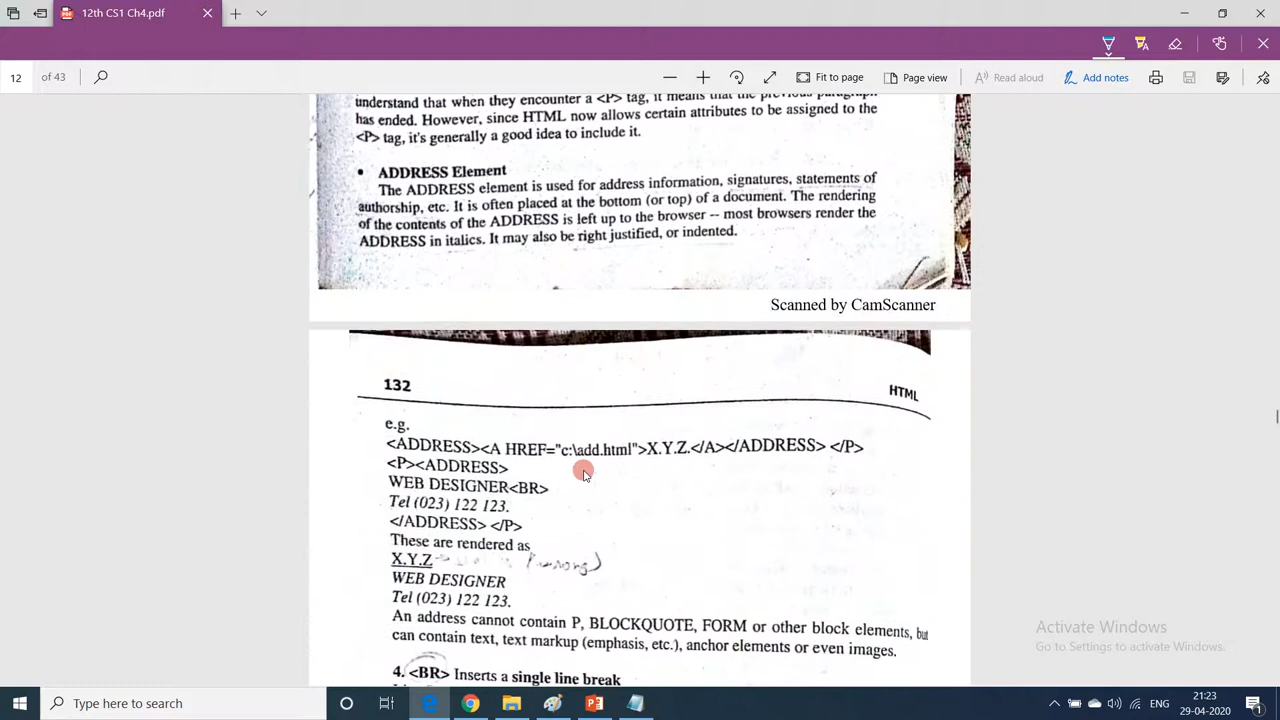 12th CS1 Ch4.pdf
12 of 43
Fit to page
Page view
Read aloud
Add notes
understand that when they encounter a <P> tag, it means that the previous paragraph
has ended. However, since HTML now allows certain attributes to be assigned to the
<P> tag, it's generally a good idea to include it.
• ADDRESS Element
The ADDRESS element is used for address information, signatures, statements of
authorship, etc. It is often placed at the bottom (or top) of a document. The rendering
of the contents of the ADDRESS is left up to the browser -- most browsers render the
ADDRESS in italics. It may also be right justified, or indented.
Scanned by CamScanner
132
HTML
e.g.
<ADDRESS><A HREF="c:\add.html">X.Y.Z.</A></ADDRESS> </P>
<P><ADDRESS>
WEB DESIGNER<BR>
Tel (023) 122 123.
</ADDRESS> </P>
These are rendered as
X.Y.Z
WEB DESIGNER
Tel (023) 122 123.
An address cannot contain P, BLOCKQUOTE, FORM or other block elements, but
can contain text, text markup (emphasis, etc.), anchor elements or even images.
4. <BR> Inserts a single line break
Activate Windows
Go to Settings to activate Windows.
Type here to search
ENG
21:23
29-04-2020